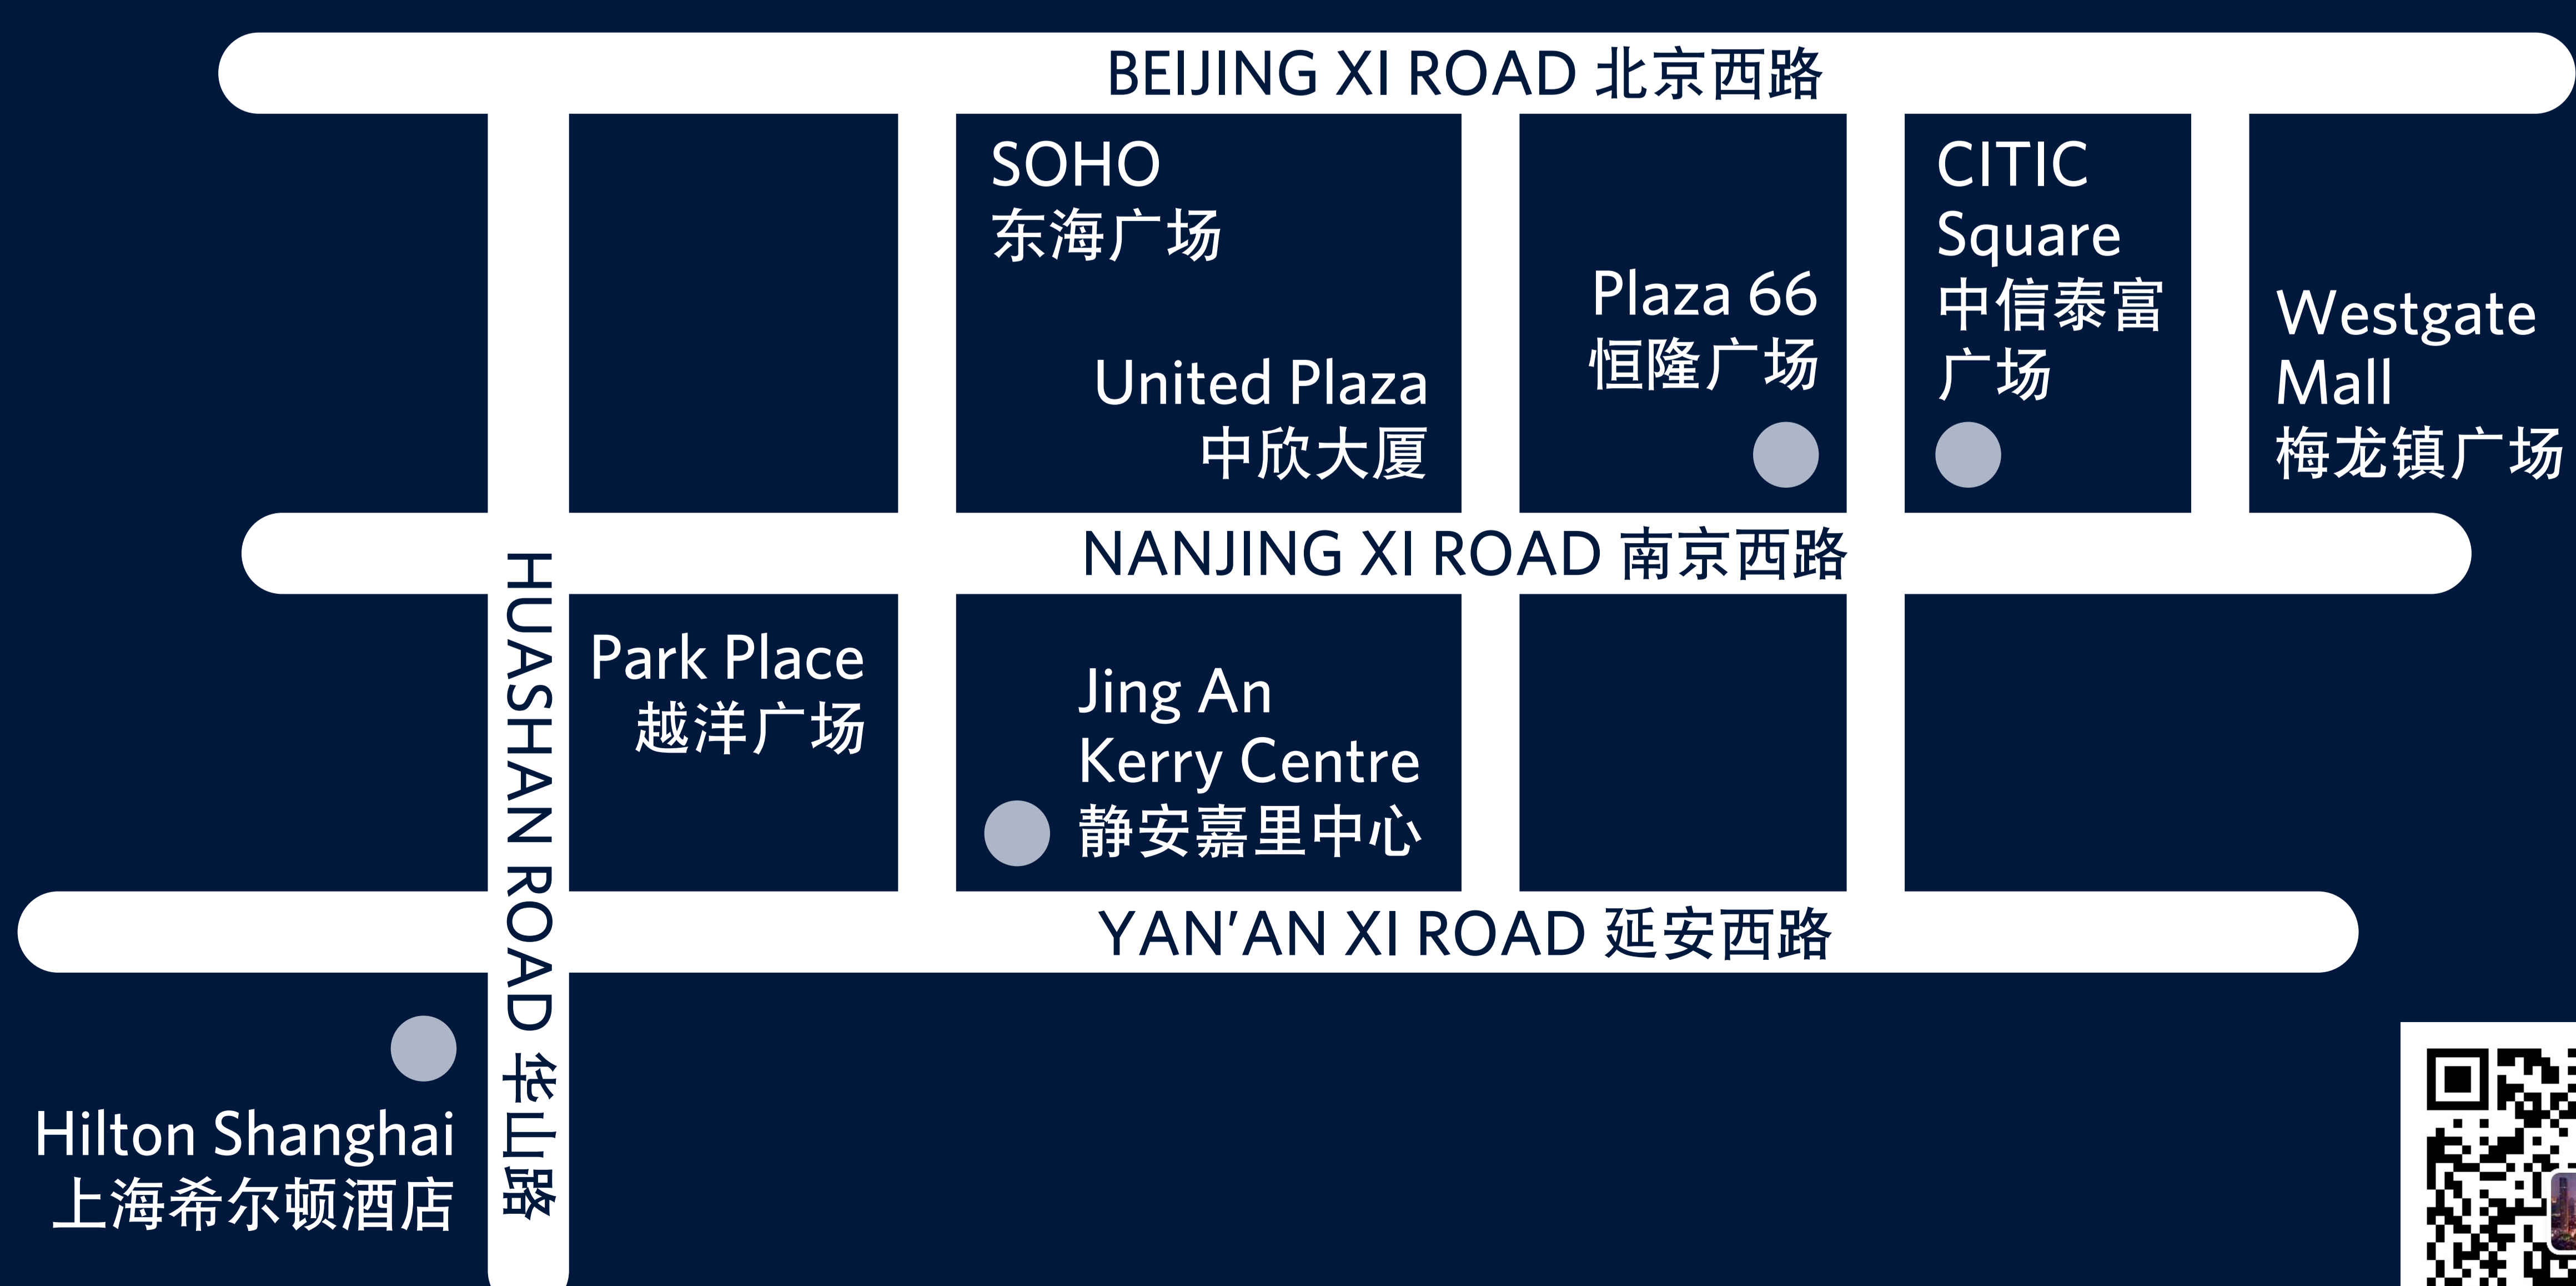 BEIJING XI ROAD 北京西路
SOHO
东海广场
United Plaza
中欣大厦
Plaza 66
恒隆广场
CITIC
Square
中信泰富
广场
Westgate
Mall
梅龙镇广场
NANJING XI ROAD 南京西路
HUASHAN ROAD 华山路
Park Place
越洋广场
Jing An
Kerry Centre
静安嘉里中心
YAN'AN XI ROAD 延安西路
Hilton Shanghai
上海希尔顿酒店